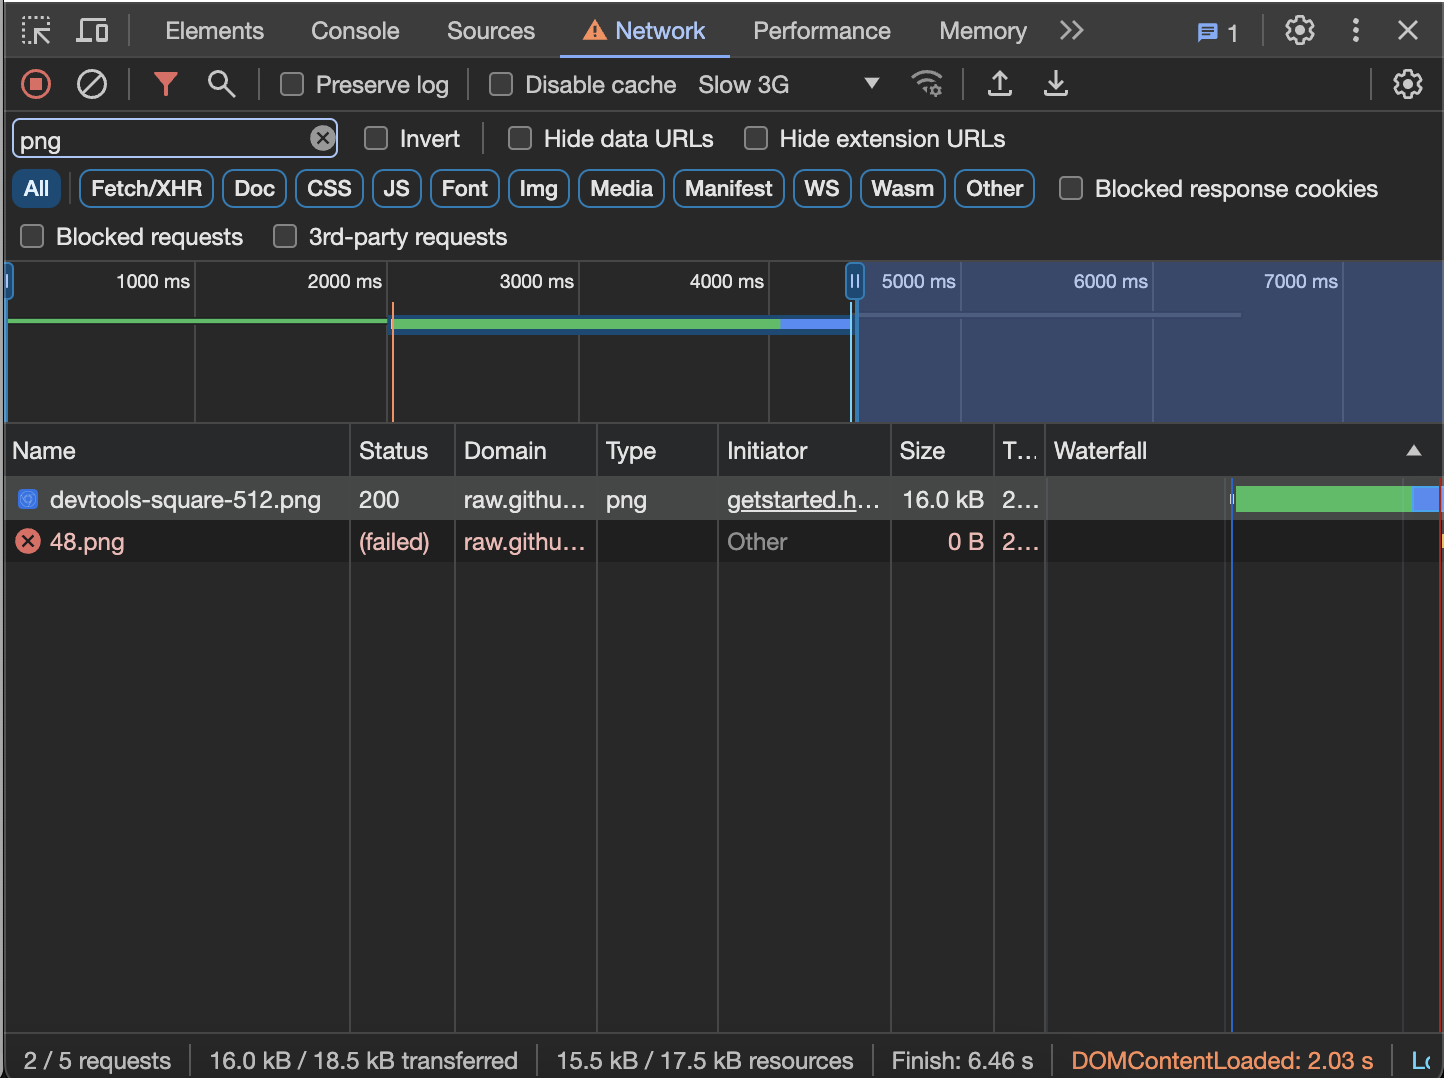 Elements Console Sources Network Performance Memory 1
Preserve log Disable cache Slow 3G
png Invert Hide data URLs Hide extension URLs
All Fetch/XHR Doc CSS JS Font Img Media Manifest WS Wasm Other Blocked response cookies
Blocked requests 3rd-party requests
1000 ms 2000 ms 3000 ms 4000 ms 5000 ms 6000 ms 7000 ms
Name Status Domain Type Initiator Size T... Waterfall
devtools-square-512.png 200 raw.githu... png getstarted.h... 16.0 kB 2...
48.png (failed) raw.githu... Other 0 B 2...
2 / 5 requests 16.0 kB / 18.5 kB transferred 15.5 kB / 17.5 kB resources Finish: 6.46 s DOMContentLoaded: 2.03 s